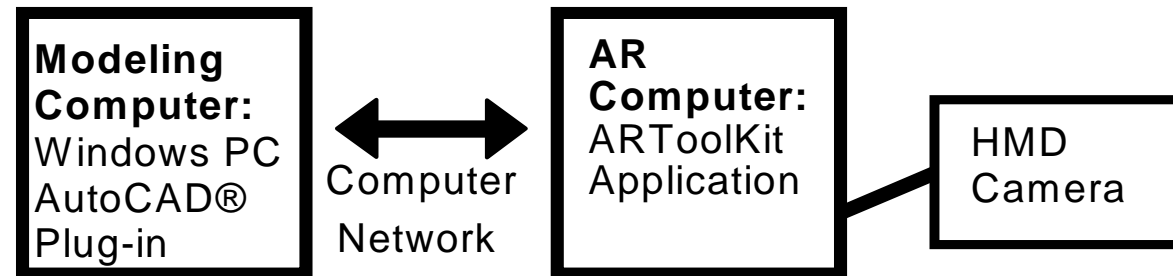 Modeling
Computer:
Windows PC
AutoCAD®
Plug-in
Computer
Network
AR
Computer:
ARToolKit
Application
HMD
Camera